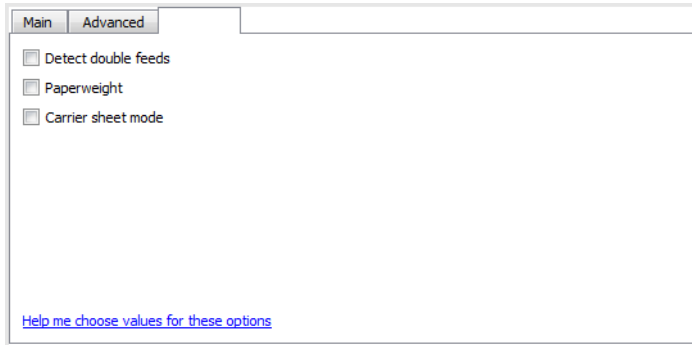 Main Advanced
Detect double feeds
Paperweight
Carrier sheet mode
Help me choose values for these options